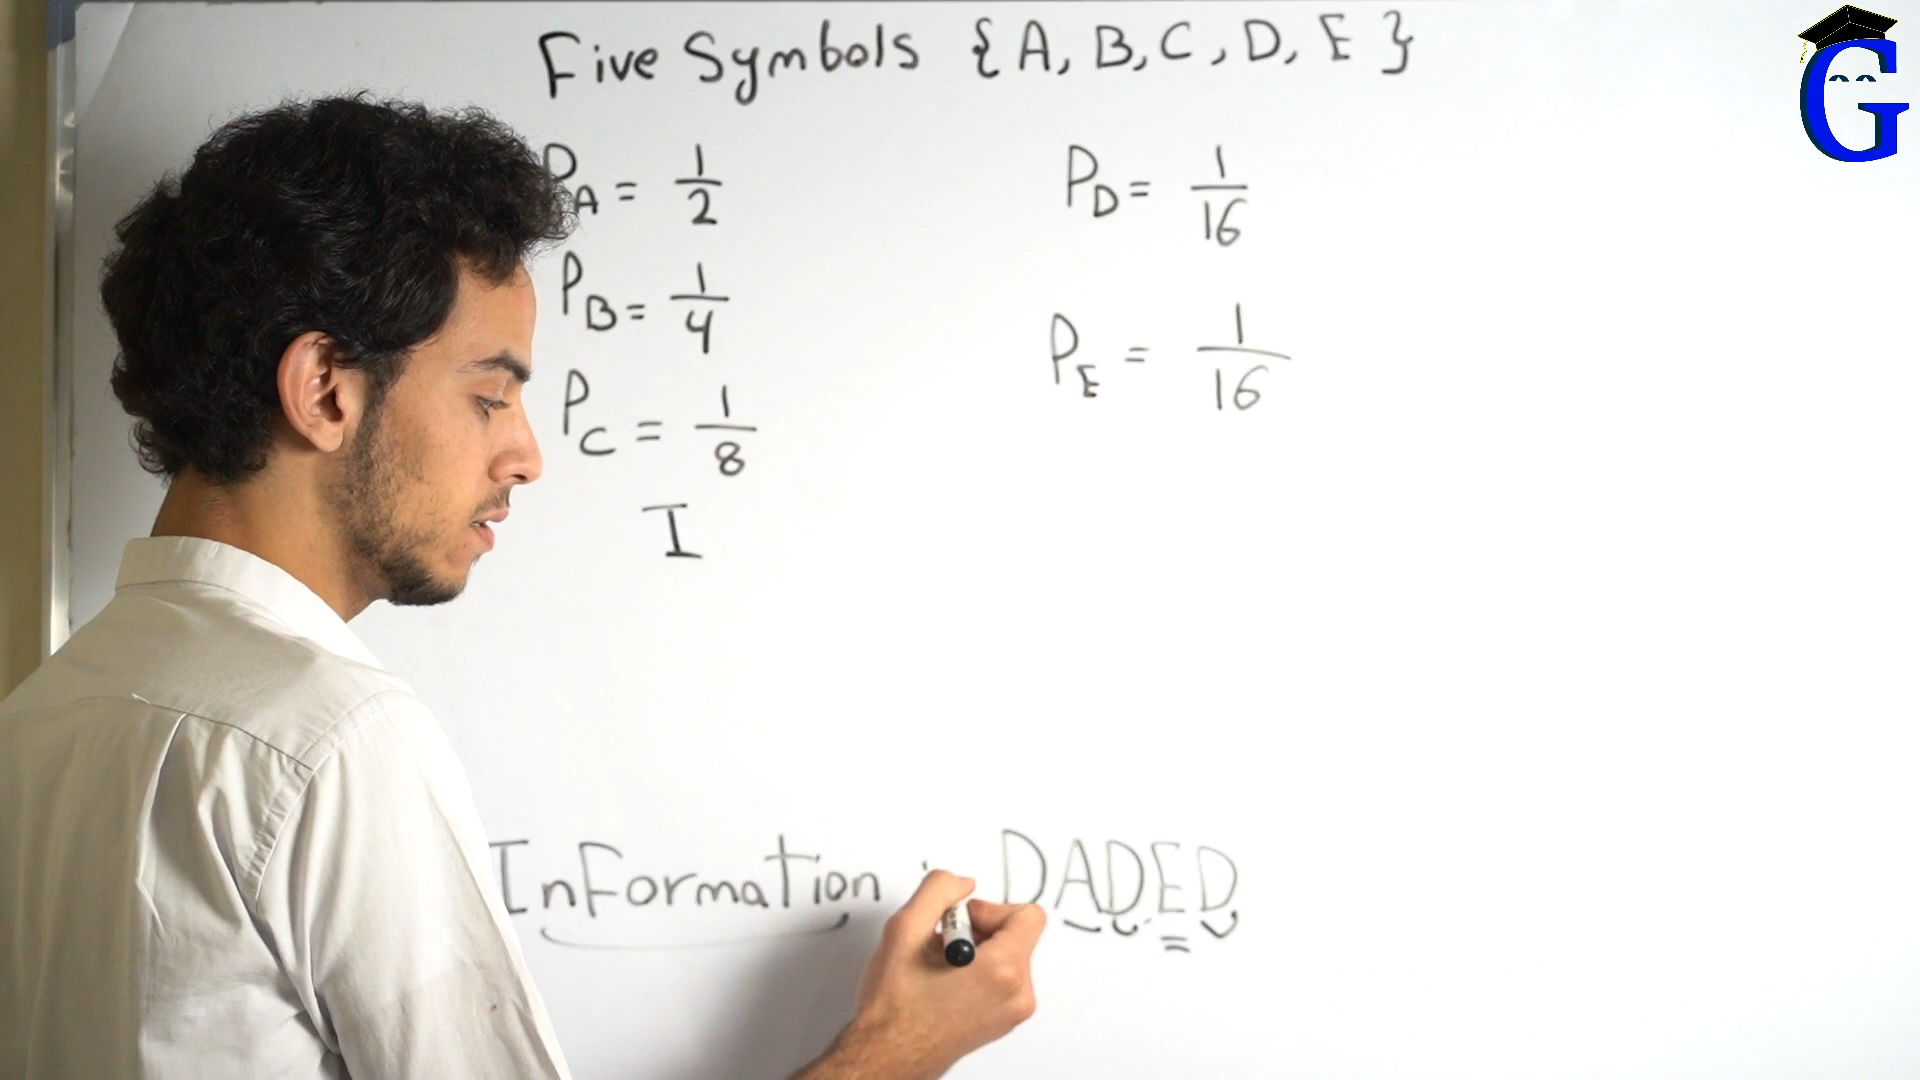 Five Symbols { A, B, C, D, E }
PA = 1/2
PB = 1/4
PC = 1/8
I
PD = 1/16
PE = 1/16
InFormation : DADED
G